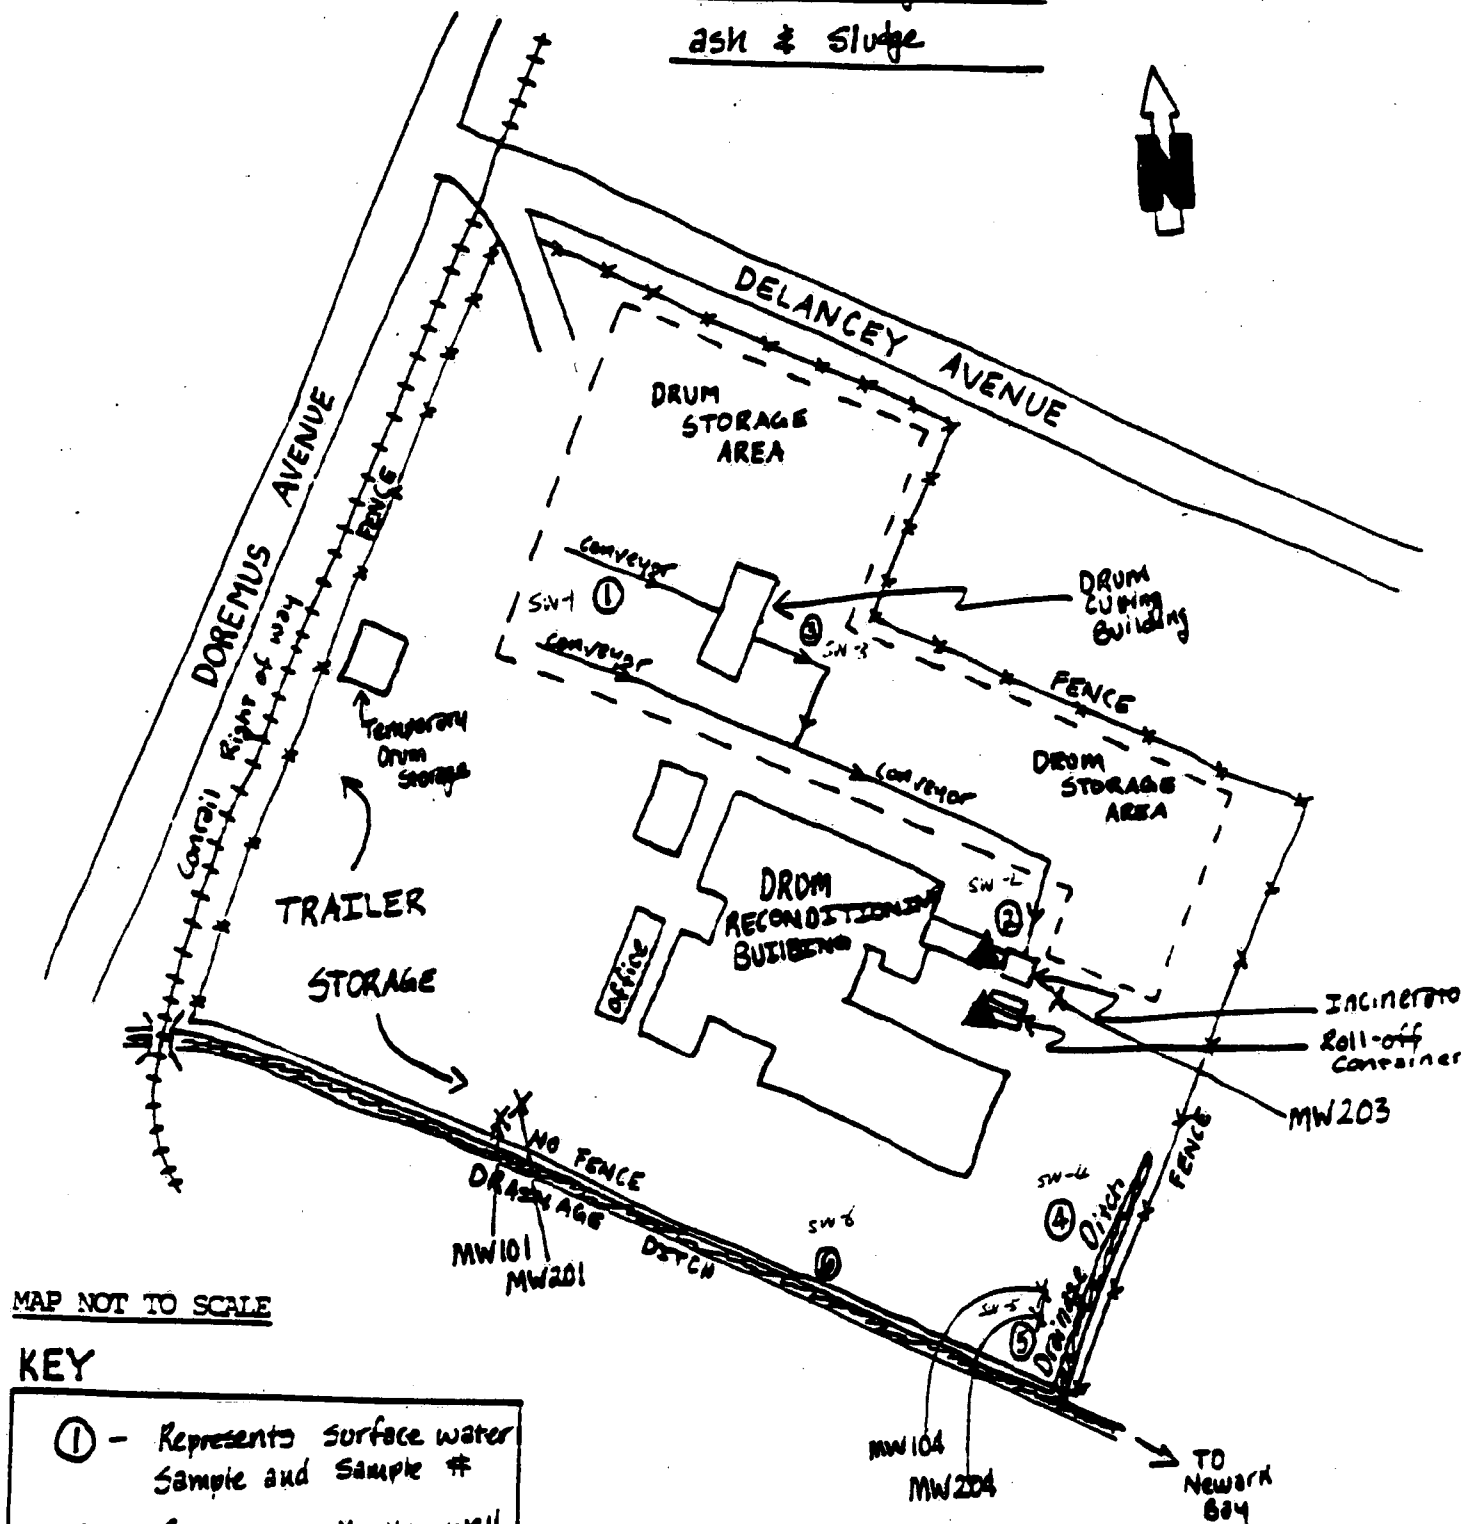 ash & Sludge
N
DELANCEY AVENUE
DOREMUS AVENUE
FENCE
Conrail Right of way
DRUM
STORAGE
AREA
Conveyor
SW-1
1
Conveyor
3
SW-3
DRUM
Cutting
Building
FENCE
Temporary
Drum
Storage
DRUM
STORAGE
AREA
Conveyor
TRAILER
STORAGE
DRUM
RECONDITIONING
BUILDING
office
SW-2
2
Incinerato
Roll-off
Container
MW203
FENCE
NO FENCE
DRAINAGE DITCH
MW101
MW201
SW-6
6
SW-4
4
Drainage Ditch
SW-5
5
MW104
MW204
TO
Newark
Bay
MAP NOT TO SCALE
KEY
1 - Represents Surface water
Sample and Sample #